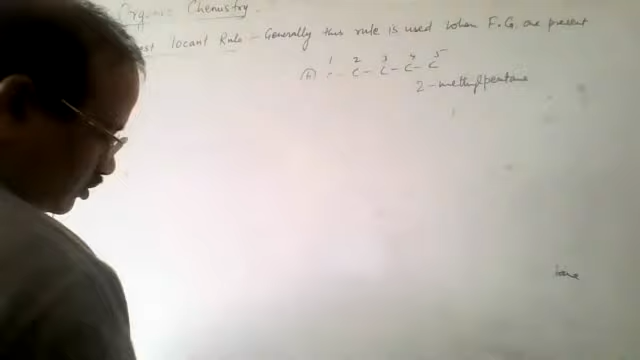 Organic Chemistry.
est locant Rule - Generally this rule is used when F.G. are present
1 2 3 4 5
C - C - C - C - C
2-methylpentane